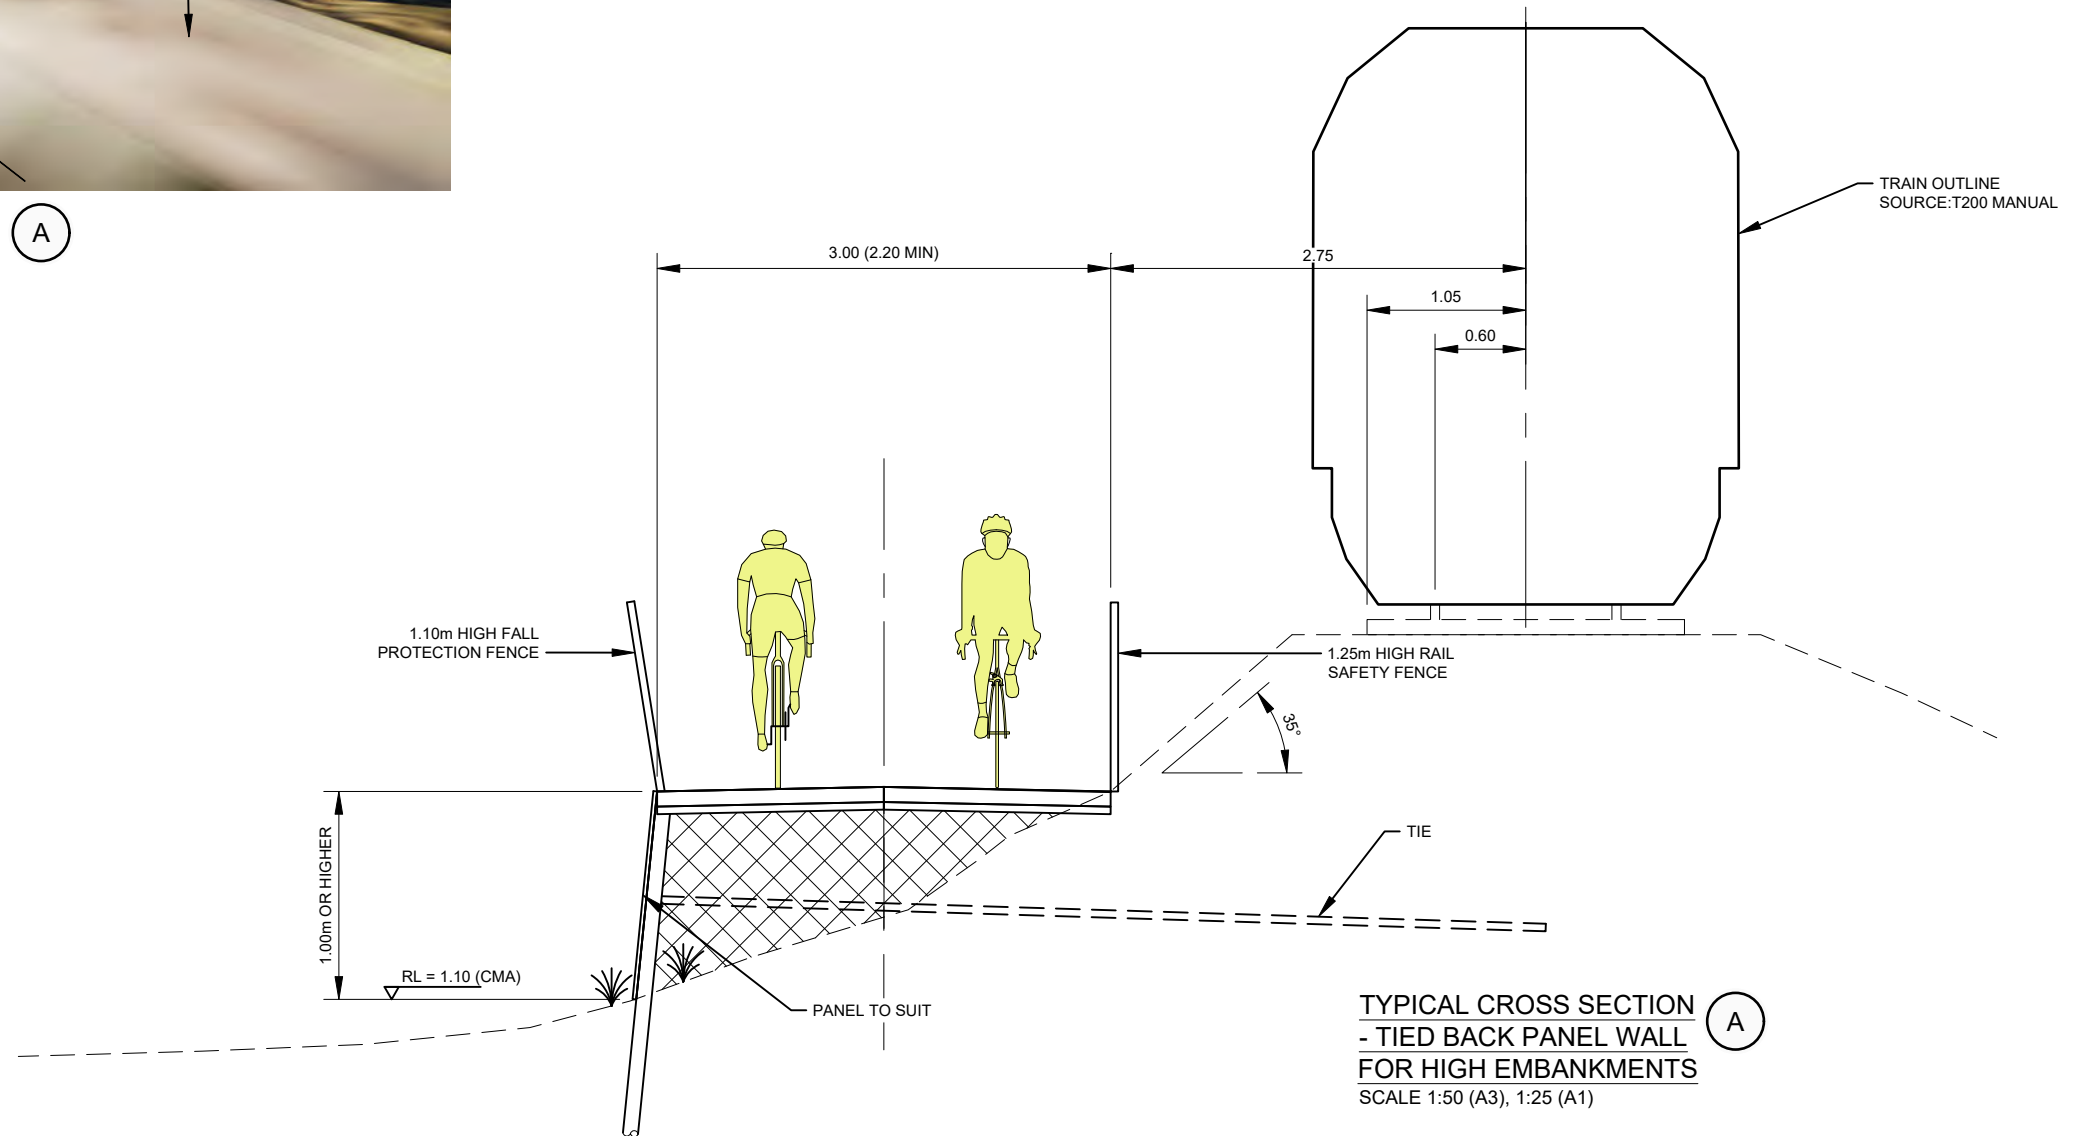 A
3.00 (2.20 MIN)
2.75
1.05
0.60
TRAIN OUTLINE
SOURCE:T200 MANUAL
1.10m HIGH FALL
PROTECTION FENCE
1.25m HIGH RAIL
SAFETY FENCE
35°
1.00m OR HIGHER
TIE
RL = 1.10 (CMA)
PANEL TO SUIT
TYPICAL CROSS SECTION
- TIED BACK PANEL WALL
FOR HIGH EMBANKMENTS
SCALE 1:50 (A3), 1:25 (A1)
A